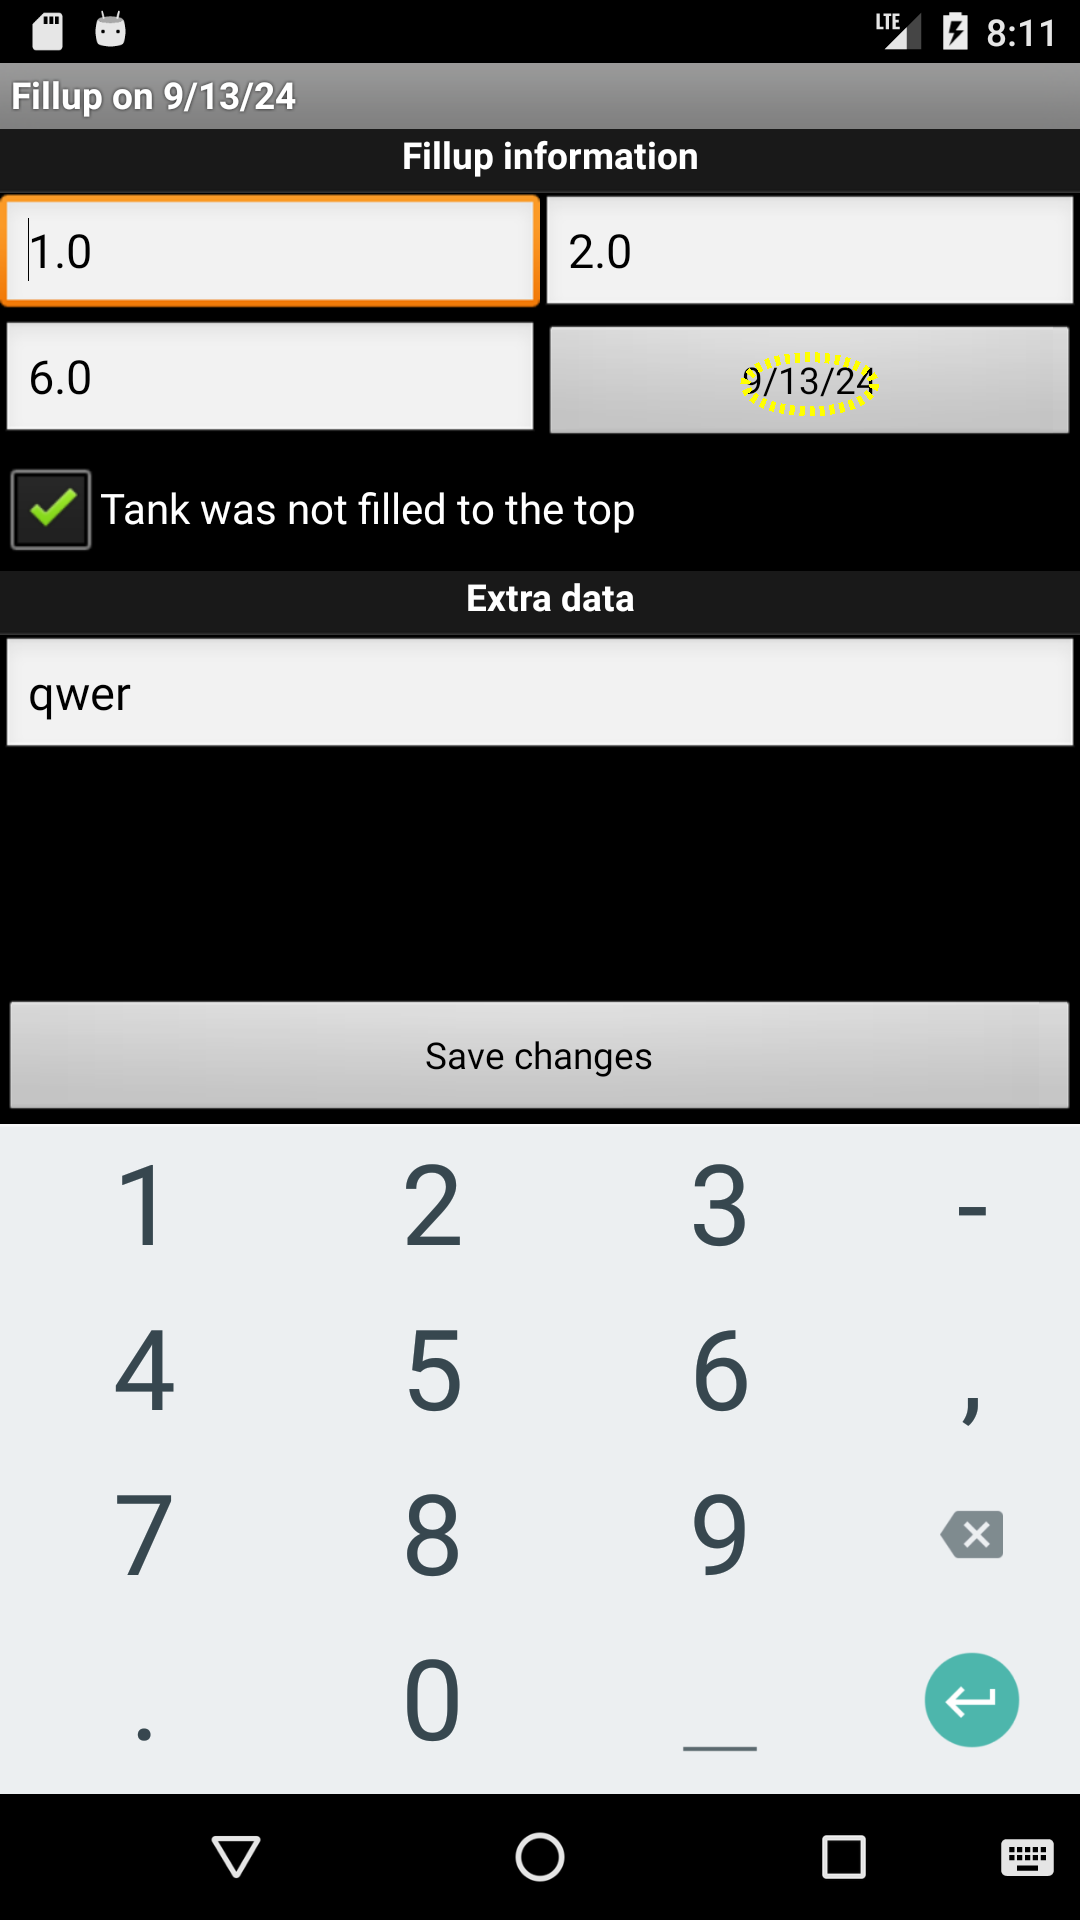 LTE 8:11
Fillup on 9/13/24
Fillup information
1.0 2.0
6.0 9/13/24
Tank was not filled to the top
Extra data
qwer
Save changes
1 2 3 -
4 5 6 ,
7 8 9
. 0